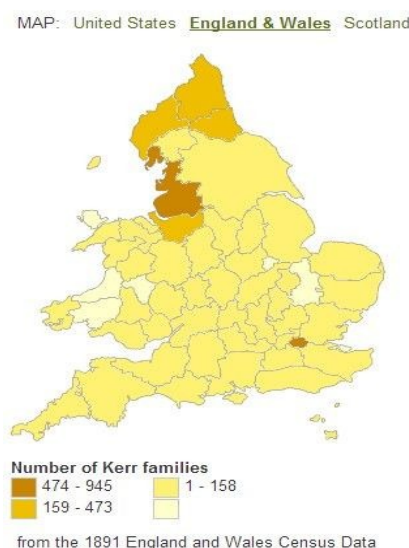 MAP: United States England & Wales Scotland
Number of Kerr families
474 - 945 1 - 158
159 - 473
from the 1891 England and Wales Census Data